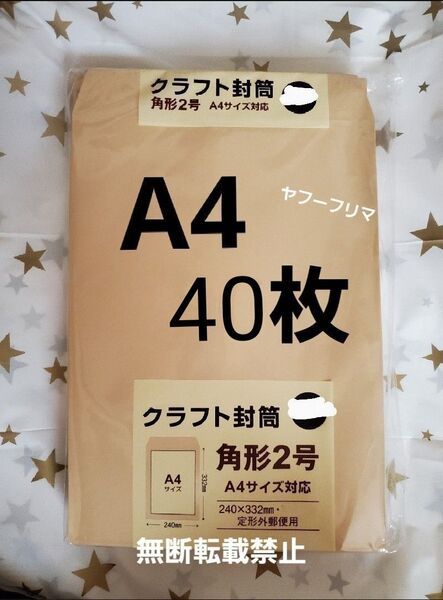 クラフト封筒
角形2号 A4サイズ対応
ヤフーフリマ
A4
40枚
クラフト封筒
A4
サイズ
332mm
240mm
角形2号
A4サイズ対応
240×332mm・
定形外郵便用
無断転載禁止